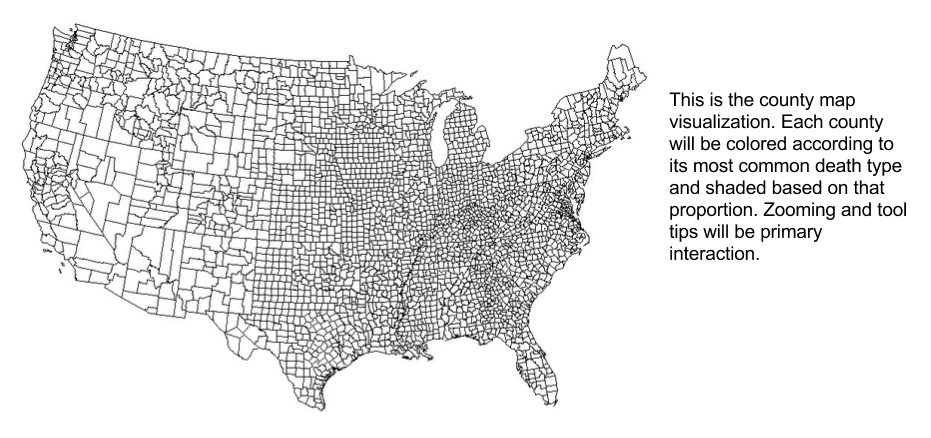 This is the county map
visualization. Each county
will be colored according to
its most common death type
and shaded based on that
proportion. Zooming and tool
tips will be primary
interaction.